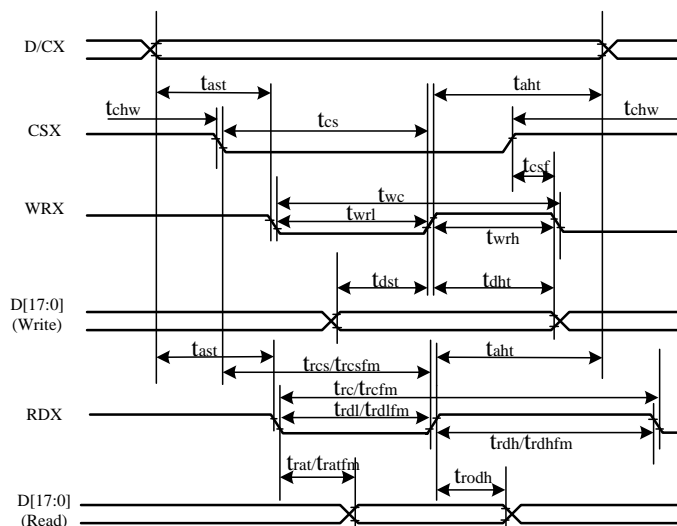 D/CX
tast
taht
tchw
tcs
tchw
CSX
tcsf
twc
WRX
twrl
twrh
tdst
tdht
D[17:0]
(Write)
tast
taht
trcs/trcsfm
trc/trcfm
RDX
trdl/trdlfm
trdh/trdhfm
trat/tratfm
trodh
D[17:0]
(Read)